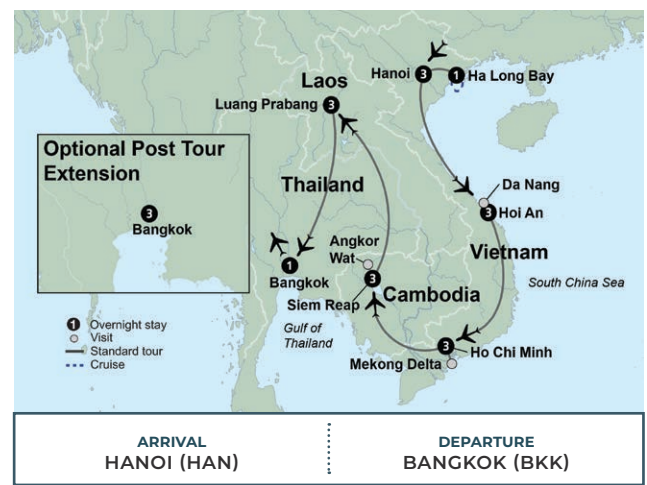 Laos
Hanoi 3
1 Ha Long Bay
Luang Prabang 3
Optional Post Tour
Extension
3
Bangkok
Thailand
Da Nang
3 Hoi An
Angkor
Wat
Vietnam
1
Bangkok
3
Siem Reap
Cambodia
South China Sea
Gulf of
Thailand
3
Ho Chi Minh
Mekong Delta
1 Overnight stay
Visit
Standard tour
Cruise
ARRIVAL
HANOI (HAN)
DEPARTURE
BANGKOK (BKK)